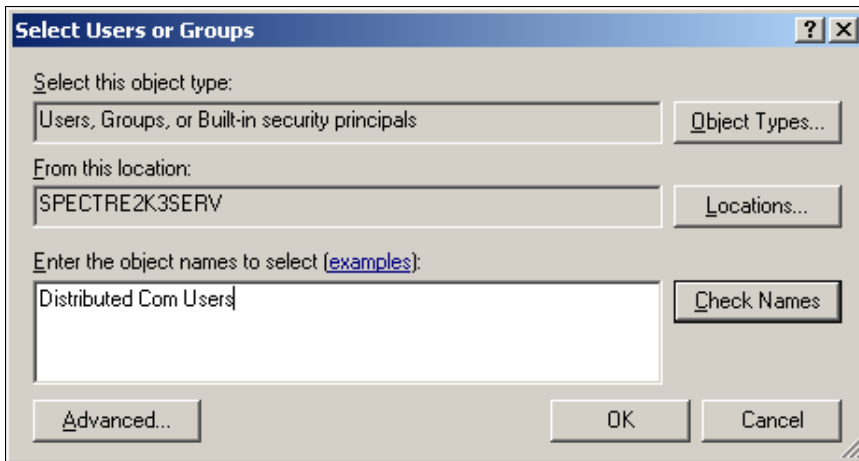 Select Users or Groups
Select this object type:
Users, Groups, or Built-in security principals
Object Types...
From this location:
SPECTRE2K3SERV
Locations...
Enter the object names to select (examples):
Distributed Com Users
Check Names
Advanced...
OK
Cancel